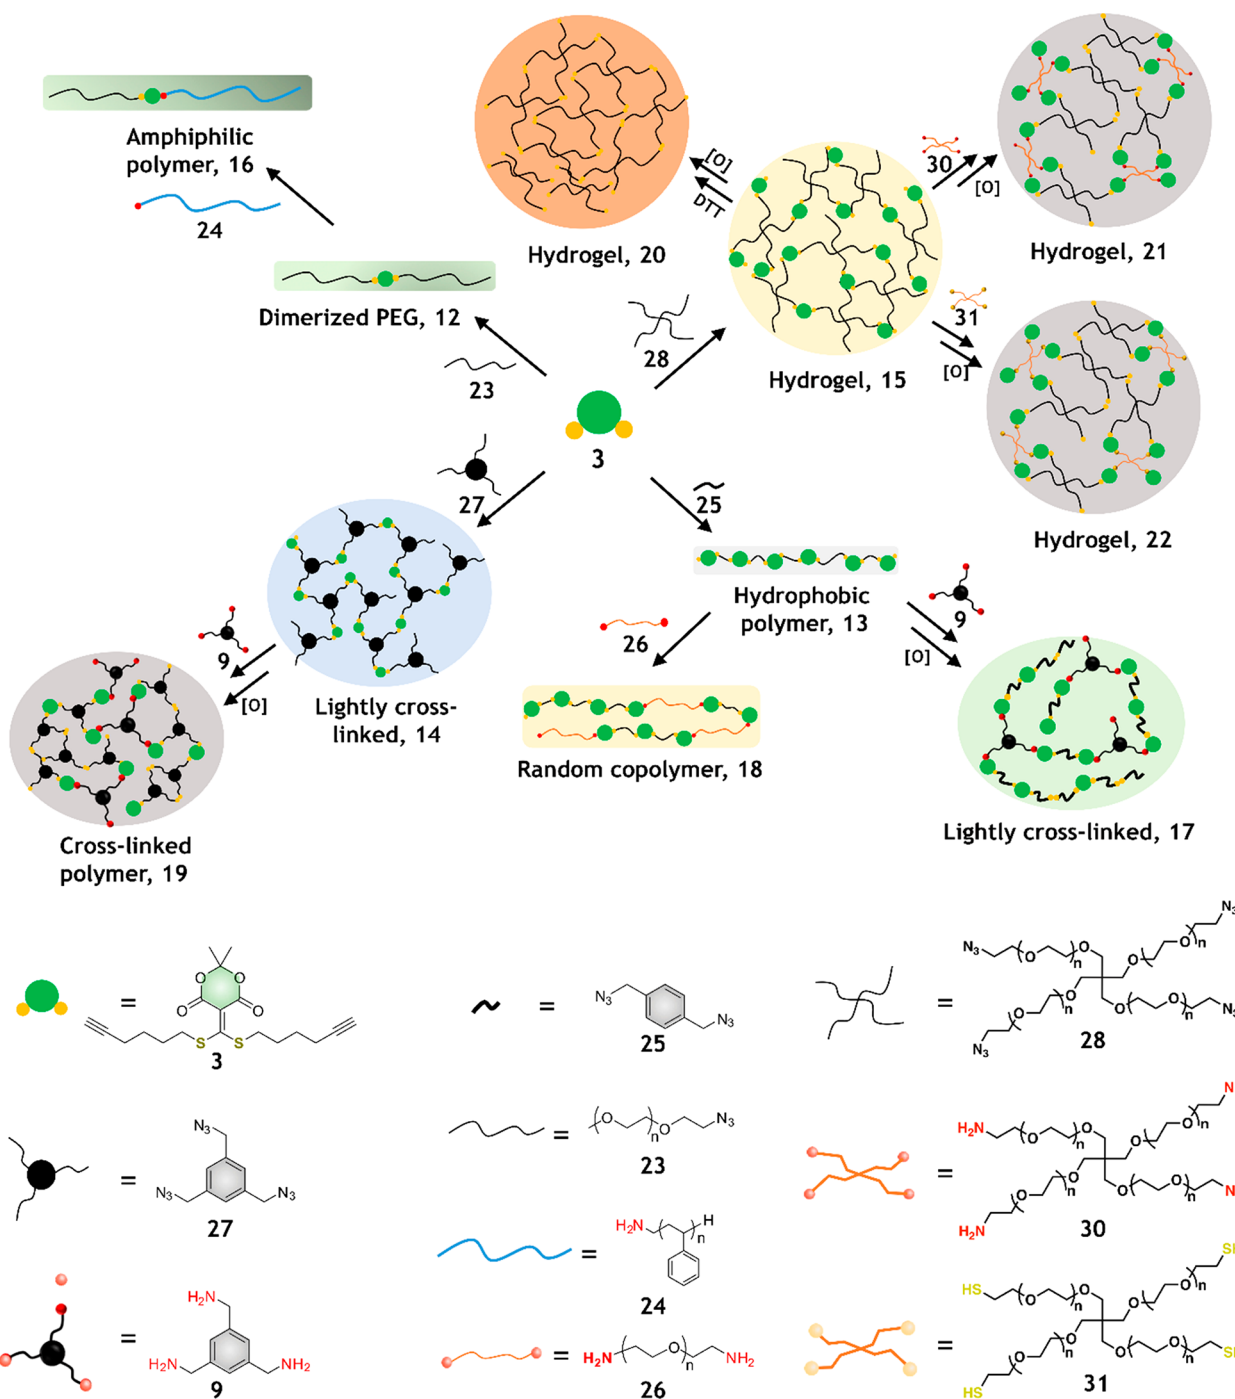 Amphiphilic
polymer, 16
24
Dimerized PEG, 12
23
Hydrogel, 20
[O]
DTT
28
Hydrogel, 15
30
[O]
Hydrogel, 21
31
[O]
Hydrogel, 22
3
27
25
Lightly cross-
linked, 14
9
[O]
Cross-linked
polymer, 19
Hydrophobic
polymer, 13
26
Random copolymer, 18
9
[O]
Lightly cross-linked, 17
=
O O
O O
S S
3
=
N3
N3
25
=
N3 O n O O O n N3
N3 O n O O O n N3
28
=
N3
N3 N3
27
=
O n O N3
23
=
H2N O n O O O n N
H2N O n O O O n N
30
=
H2N n H
24
=
H2N
H2N NH2
9
=
H2N O n NH2
26
=
HS O n O O O n S
HS O n O O O n S
31